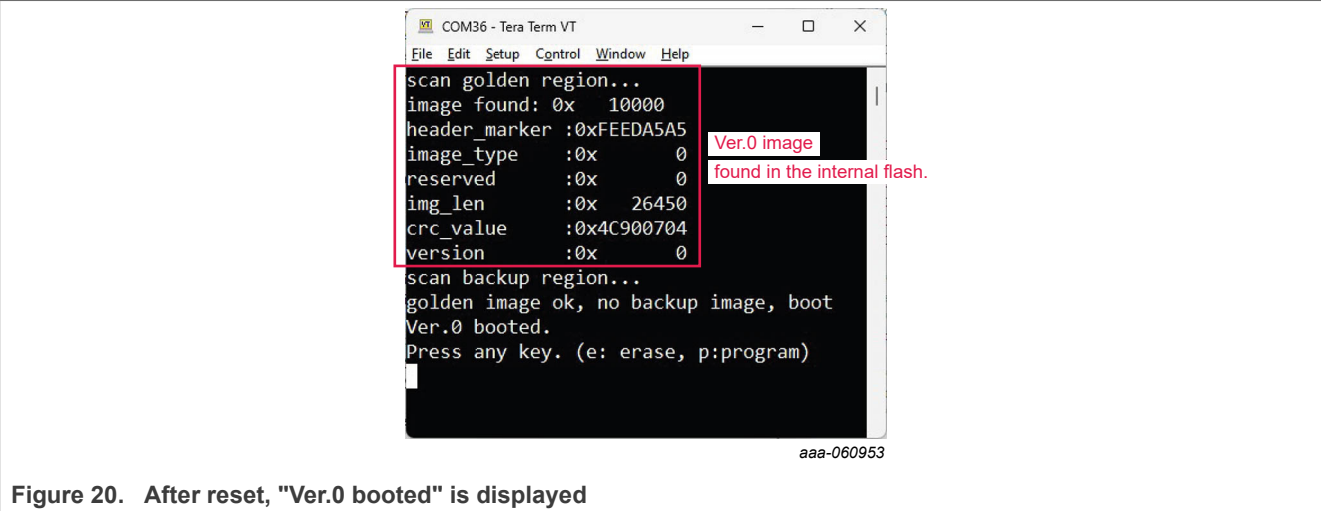 COM36 - Tera Term VT
File Edit Setup Control Window Help
scan golden region...
image found: 0x   10000
header_marker :0xFEEDA5A5
image_type    :0x       0
reserved      :0x       0
img_len       :0x   26450
crc_value     :0x4C900704
version       :0x       0
Ver.0 image
found in the internal flash.
scan backup region...
golden image ok, no backup image, boot
Ver.0 booted.
Press any key. (e: erase, p:program)
aaa-060953
Figure 20. After reset, "Ver.0 booted" is displayed